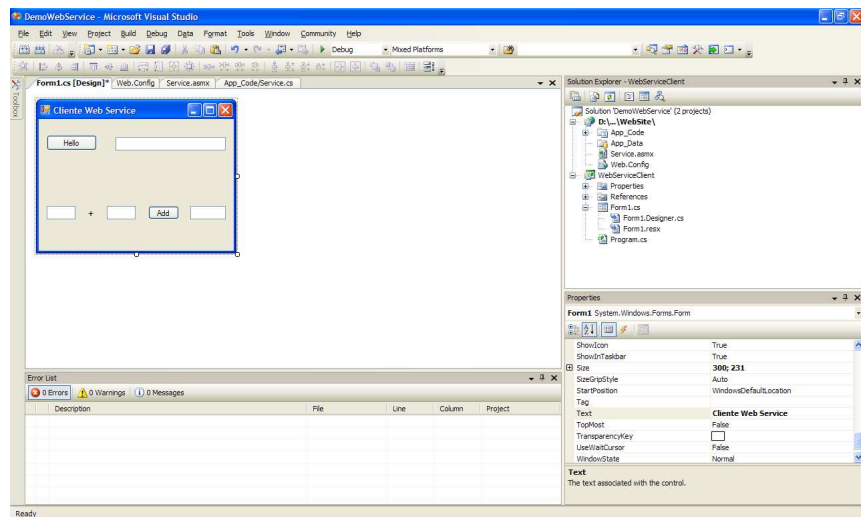 DemoWebService - Microsoft Visual Studio
File Edit View Project Build Debug Data Format Tools Window Community Help
Debug Mixed Platforms
Toolbox
Form1.cs [Design]* Web.Config Service.asmx App_Code/Service.cs
Cliente Web Service
Hello
+ Add
Solution Explorer - WebServiceClient
Solution 'DemoWebService' (2 projects)
D:\...\WebSite\
App_Code
App_Data
Service.asmx
Web.Config
WebServiceClient
Properties
References
Form1.cs
Form1.Designer.cs
Form1.resx
Program.cs
Properties
Form1 System.Windows.Forms.Form
ShowIcon True
ShowInTaskbar True
Size 300; 231
SizeGripStyle Auto
StartPosition WindowsDefaultLocation
Tag
Text Cliente Web Service
TopMost False
TransparencyKey
UseWaitCursor False
WindowState Normal
Text
The text associated with the control.
Error List
0 Errors 0 Warnings 0 Messages
Description File Line Column Project
Ready